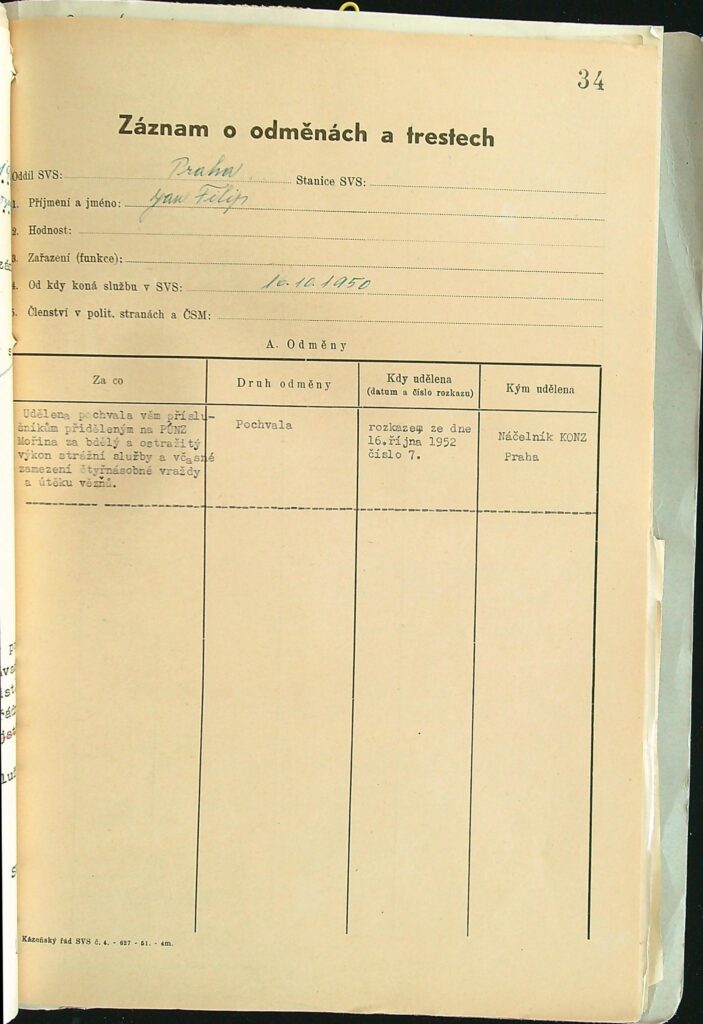 34
Záznam o odměnách a trestech
Oddíl SVS: Praha Stanice SVS:
1. Příjmení a jméno: Jan Filip
2. Hodnost:
3. Zařazení (funkce):
4. Od kdy koná službu v SVS: 16.10.1950
5. Členství v polit. stranách a ČSM:
A. Odměny
Za co
Druh odměny
Kdy udělena
(datum a číslo rozkazu)
Kým udělena
Udělena pochvala vám příslu-
šníkům přiděleným na PÚNZ
Mořina za bdělý a ostražitý
výkon strážní služby a včasné
zamezení čtyřnásobné vraždy
a útěku vězňů.
Pochvala
rozkazem ze dne
16.října 1952
číslo 7.
Náčelník KONZ
Praha
Kázeňský řád SVS č. 4. - 627 - 51. - 4m.